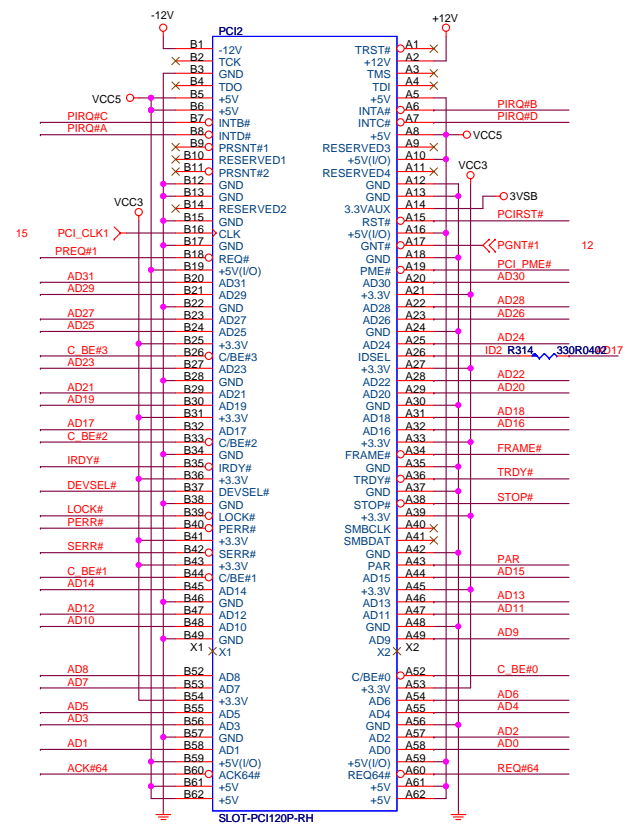 -12V +12V
PCI2
B1 -12V TRST# A1
B2 TCK +12V A2
B3 GND TMS A3
B4 TDO TDI A4
VCC5 B5 +5V +5V A5
B6 +5V INTA# A6 PIRQ#B
PIRQ#C B7 INTB# INTC# A7 PIRQ#D
PIRQ#A B8 INTD# +5V A8 VCC5
B9 PRSNT#1 RESERVED3 A9
B10 RESERVED1 +5V(I/O) A10
B11 PRSNT#2 RESERVED4 A11
VCC3
B12 GND GND A12
B13 GND GND A13
VCC3 B14 RESERVED2 3.3VAUX A14 3VSB
B15 GND RST# A15 PCIRST#
15 PCI_CLK1 B16 CLK +5V(I/O) A16
B17 GND GNT# A17 PGNT#1 12
PREQ#1 B18 REQ# GND A18
B19 +5V(I/O) PME# A19 PCI_PME#
AD31 B20 AD31 AD30 A20 AD30
AD29 B21 AD29 +3.3V A21
B22 GND AD28 A22 AD28
AD27 B23 AD27 AD26 A23 AD26
AD25 B24 AD25 GND A24
B25 +3.3V AD24 A25 AD24
C_BE#3 B26 C/BE#3 IDSEL A26 ID2 R314 330R0402 AD17
AD23 B27 AD23 +3.3V A27
B28 GND AD22 A28 AD22
AD21 B29 AD21 AD20 A29 AD20
AD19 B30 AD19 GND A30
B31 +3.3V AD18 A31 AD18
AD17 B32 AD17 AD16 A32 AD16
C_BE#2 B33 C/BE#2 +3.3V A33
B34 GND FRAME# A34 FRAME#
IRDY# B35 IRDY# GND A35
B36 +3.3V TRDY# A36 TRDY#
DEVSEL# B37 DEVSEL# GND A37
B38 GND STOP# A38 STOP#
LOCK# B39 LOCK# +3.3V A39
PERR# B40 PERR# SMBCLK A40
B41 +3.3V SMBDAT A41
SERR# B42 SERR# GND A42
B43 +3.3V PAR A43 PAR
C_BE#1 B44 C/BE#1 AD15 A44 AD15
AD14 B45 AD14 +3.3V A45
B46 GND AD13 A46 AD13
AD12 B47 AD12 AD11 A47 AD11
AD10 B48 AD10 GND A48
B49 GND AD9 A49 AD9
X1 X1 X2 X2
AD8 B52 AD8 C/BE#0 A52 C_BE#0
AD7 B53 AD7 +3.3V A53
B54 +3.3V AD6 A54 AD6
AD5 B55 AD5 AD4 A55 AD4
AD3 B56 AD3 GND A56
B57 GND AD2 A57 AD2
AD1 B58 AD1 AD0 A58 AD0
B59 +5V(I/O) +5V(I/O) A59
ACK#64 B60 ACK64# REQ64# A60 REQ#64
B61 +5V +5V A61
B62 +5V +5V A62
SLOT-PCI120P-RH